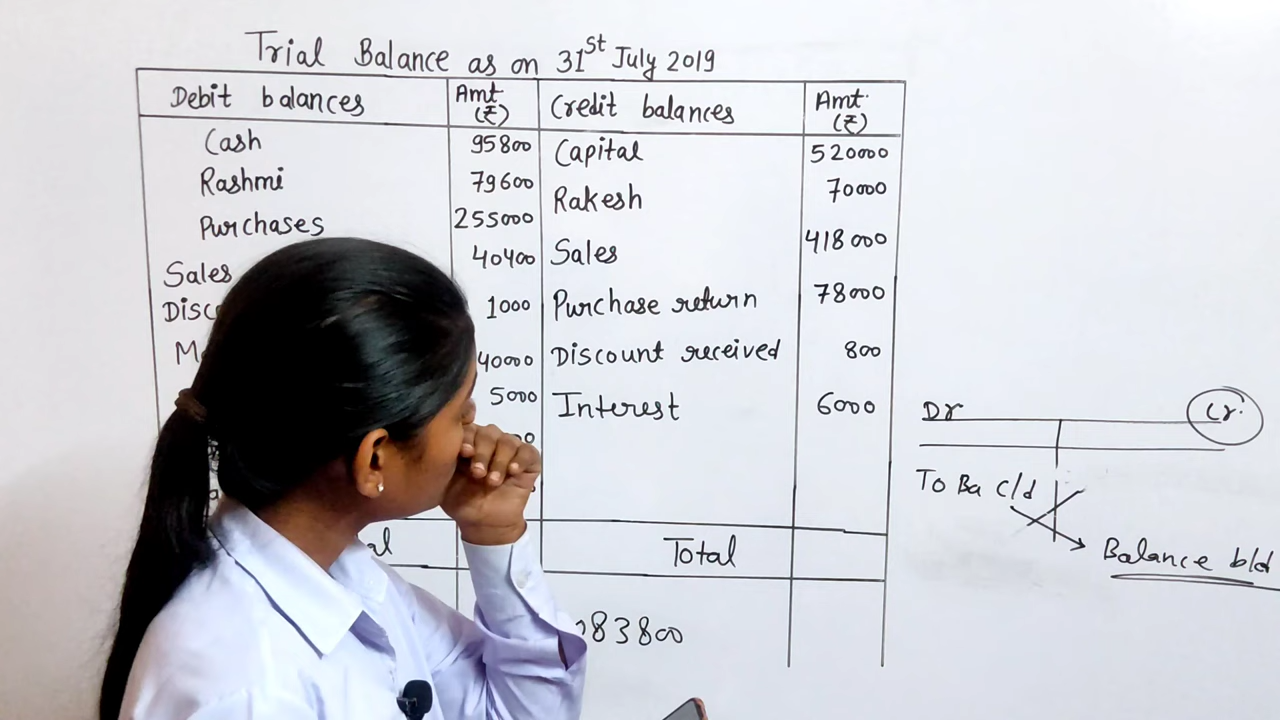 Trial Balance as on 31st July 2019
Debit balances Amt (₹) Credit balances Amt. (₹)
Cash 95800 Capital 520000
Rashmi 79600 Rakesh 70000
Purchases 255000 Sales 418000
Sales 40400 Purchase return 78000
1000 Discount received 800
40000 Interest 6000
5000
Total
83800
Dr Cr.
To Ba c/d
Balance b/d